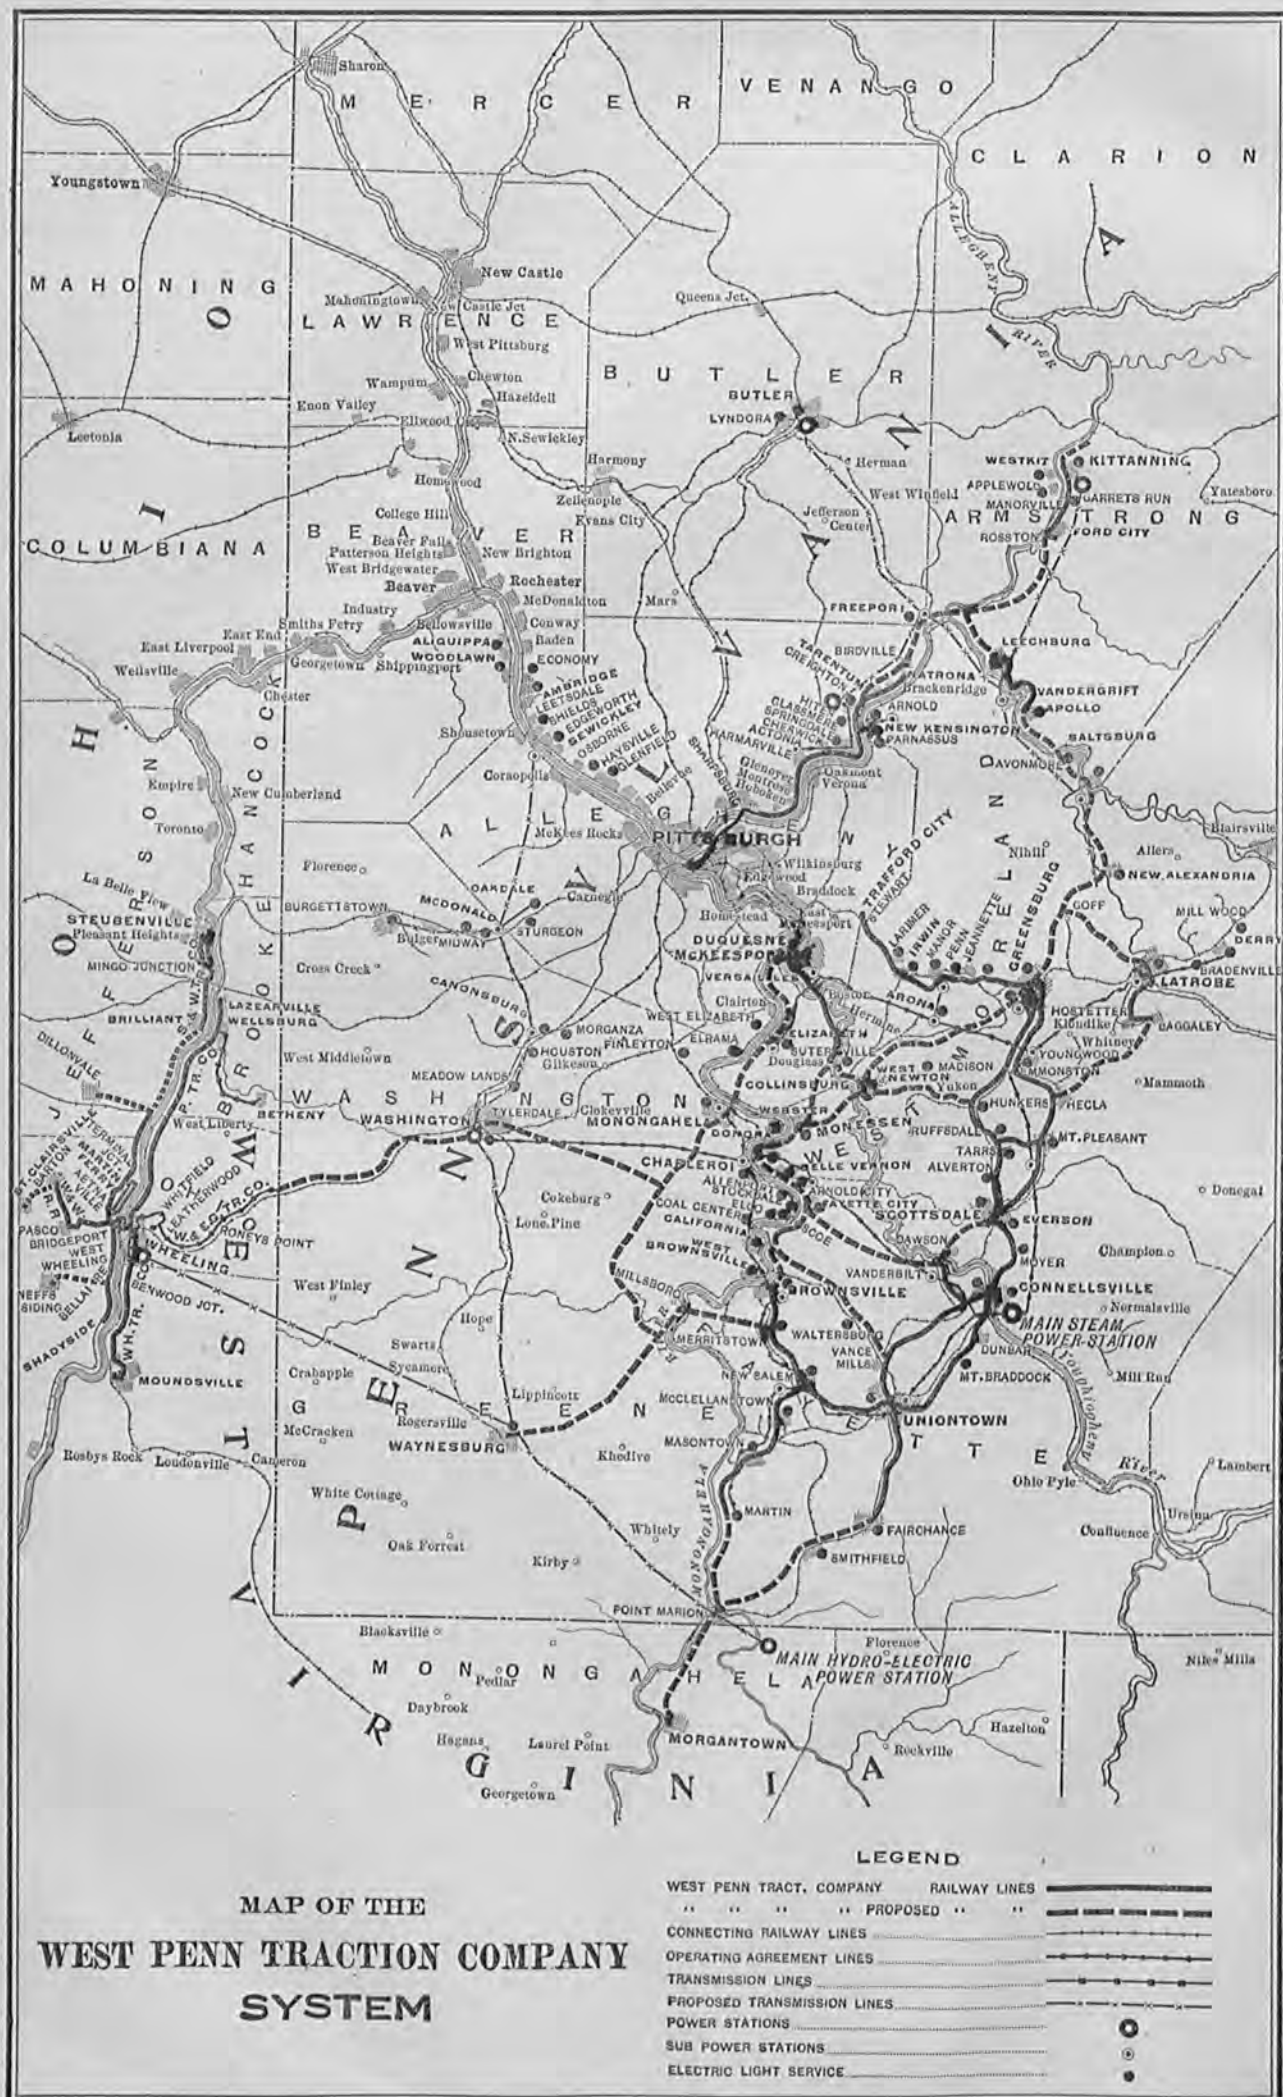 Sharon
MERCER
VENANGO
CLARION
Youngstown
ALLEGHENY
RIVER
New Castle
MAHONING
Mahoningtown
Castle Jct
Queens Jct.
LAWRENCE
West Pittsburg
BUTLER
Wampum
Chewton
Hazeldell
BUTLER
LYNDORA
Enon Valley
Leetonia
N. Sewickley
Harmony
Herman
WESTKIT
KITTANNING
APPLEWOLD
Homewood
Zelienople
West Winfield
MANORVILLE
GARRETS RUN
Yatesboro
Evans City
Jefferson
Center
ARMSTRONG
College Hill
BEAVER
COLUMBIANA
Beaver Falls
Patterson Heights
New Brighton
ROSSTON
FORD CITY
West Bridgewater
Beaver
Rochester
McDonaldton
Mars
FREEPORT
Industry
Smiths Ferry
Bellowsville
Conway
East End
ALIQUIPPA
Baden
East Liverpool
WOODLAWN
ECONOMY
BIRDVILLE
LEECHBURG
Georgetown
Shippingport
TARENTUM
CREIGHTON
NATRONA
Brackenridge
Wellsville
Chester
AMBRIDGE
LEETSDALE
SHIELDS
EDGEWORTH
SEWICKLEY
OSBORNE
HAYSVILLE
GLENFIELD
HITES
GLASSMERE
SPRINGDALE
CHESWICK
ACTONIA
HARMARVILLE
ARNOLD
NEW KENSINGTON
PARNASSUS
VANDERGRIFT
APOLLO
SALTSBURG
Shousetown
AVONMORE
Coraopolis
Bellevue
SHARPSBURG
Glenover
Montrose
Hoboken
Oakmont
Verona
Empire
New Cumberland
HANCOCK
Toronto
ALLEGHENY
McKees Rocks
PITTSBURGH
Blairsville
Wilkinsburg
Edgewood
Braddock
TRAFFORD CITY
STEWART
Nihill
Allers
NEW ALEXANDRIA
Florence
La Belle View
OAKDALE
Carnegie
BURGETTSTOWN
MCDONALD
Homestead
East
McKeesport
GOFF
MILL WOOD
STEUBENVILLE
Pleasant Heights
Bulger
MIDWAY
STURGEON
DUQUESNE
McKEESPORT
LARIMER
IRWIN
MANOR
PENN
JEANNETTE
GREENSBURG
DERRY
BRADENVILLE
LATROBE
MINGO JUNCTION
Cross Creek
VERSAILLES
JEFFERSON
BROOKE
LAZEARVILLE
WELLSBURG
CANONSBURG
Clairton
WEST ELIZABETH
Boston
ARONA
Hermine
HOSTETTER
Klondike
BAGGALEY
BRILLIANT
MORGANZA
FINLEYTON
ELRAMA
ELIZABETH
Whitney
YOUNGWOOD
DILLONVALE
West Middletown
HOUSTON
Gilkeson
SUTERSVILLE
Douglass
EMMONSTON
Mammoth
MEADOW LANDS
COLLINSBURG
WEST
NEWTON
MADISON
Yukon
WASHINGTON
BETHENY
WASHINGTON
TYLERDALE
Clokeyville
MONONGAHELA
WEBSTER
HUNKERS
HECLA
West Liberty
DONORA
MONESSEN
RUFFSDALE
MT. PLEASANT
CHARLEROI
BELLE VERNON
TARRS
ALVERTON
WESTMORELAND
ST. CLAIRSVILLE
BARTON
WHITFIELD
LEATHERWOOD
W. & E.G. TR. CO.
RONEYS POINT
ALLENPORT
STOCKDALE
ELCO
ARNOLD CITY
FAYETTE CITY
Donegal
Cokeburg
Lone Pine
COAL CENTER
CALIFORNIA
ROSCOE
SCOTTSDALE
EVERSON
PASCO
BRIDGEPORT
WEST
WHEELING
WHEELING
WEST
BROWNSVILLE
DAWSON
MOYER
Champion
VANDERBILT
CONNELLSVILLE
BELLAIRE
BENWOOD JCT.
West Finley
MILLSBORO
BROWNSVILLE
Normalsville
NEFFS
SIDING
MAIN STEAM
POWER STATION
Hope
MERRITSTOWN
WALTERSBURG
VANCE
MILLS
DUNBAR
SHADYSIDE
WH. TR. CO.
Swarts
Sycamore
Crabapple
NEW SALEM
MT. BRADDOCK
Mill Run
MOUNDSVILLE
Lippincott
McCLELLANTOWN
UNIONTOWN
GREENE
Rogersville
McCracken
WAYNESBURG
MASONTOWN
FAYETTE
Youghiogheny
River
Khedive
Rosbys Rock
Loudonville
Cameron
Ohio Pyle
Lambert
White Cottage
MARTIN
Ursina
Oak Forrest
Whitely
FAIRCHANCE
Confluence
Kirby
SMITHFIELD
MONONGAHELA
RIVER
POINT MARION
Blacksville
Florence
MAIN HYDRO-ELECTRIC
POWER STATION
Niles Mills
MONONGAHELA
Pedlar
Daybrook
Hazelton
Hagans
Laurel Point
MORGANTOWN
Rockville
Georgetown
OHIO
PENNSYLVANIA
WEST VIRGINIA
MAP OF THE
WEST PENN TRACTION COMPANY
SYSTEM
LEGEND
WEST PENN TRACT. COMPANY RAILWAY LINES
" " " " PROPOSED " "
CONNECTING RAILWAY LINES
OPERATING AGREEMENT LINES
TRANSMISSION LINES
PROPOSED TRANSMISSION LINES
POWER STATIONS
SUB POWER STATIONS
ELECTRIC LIGHT SERVICE